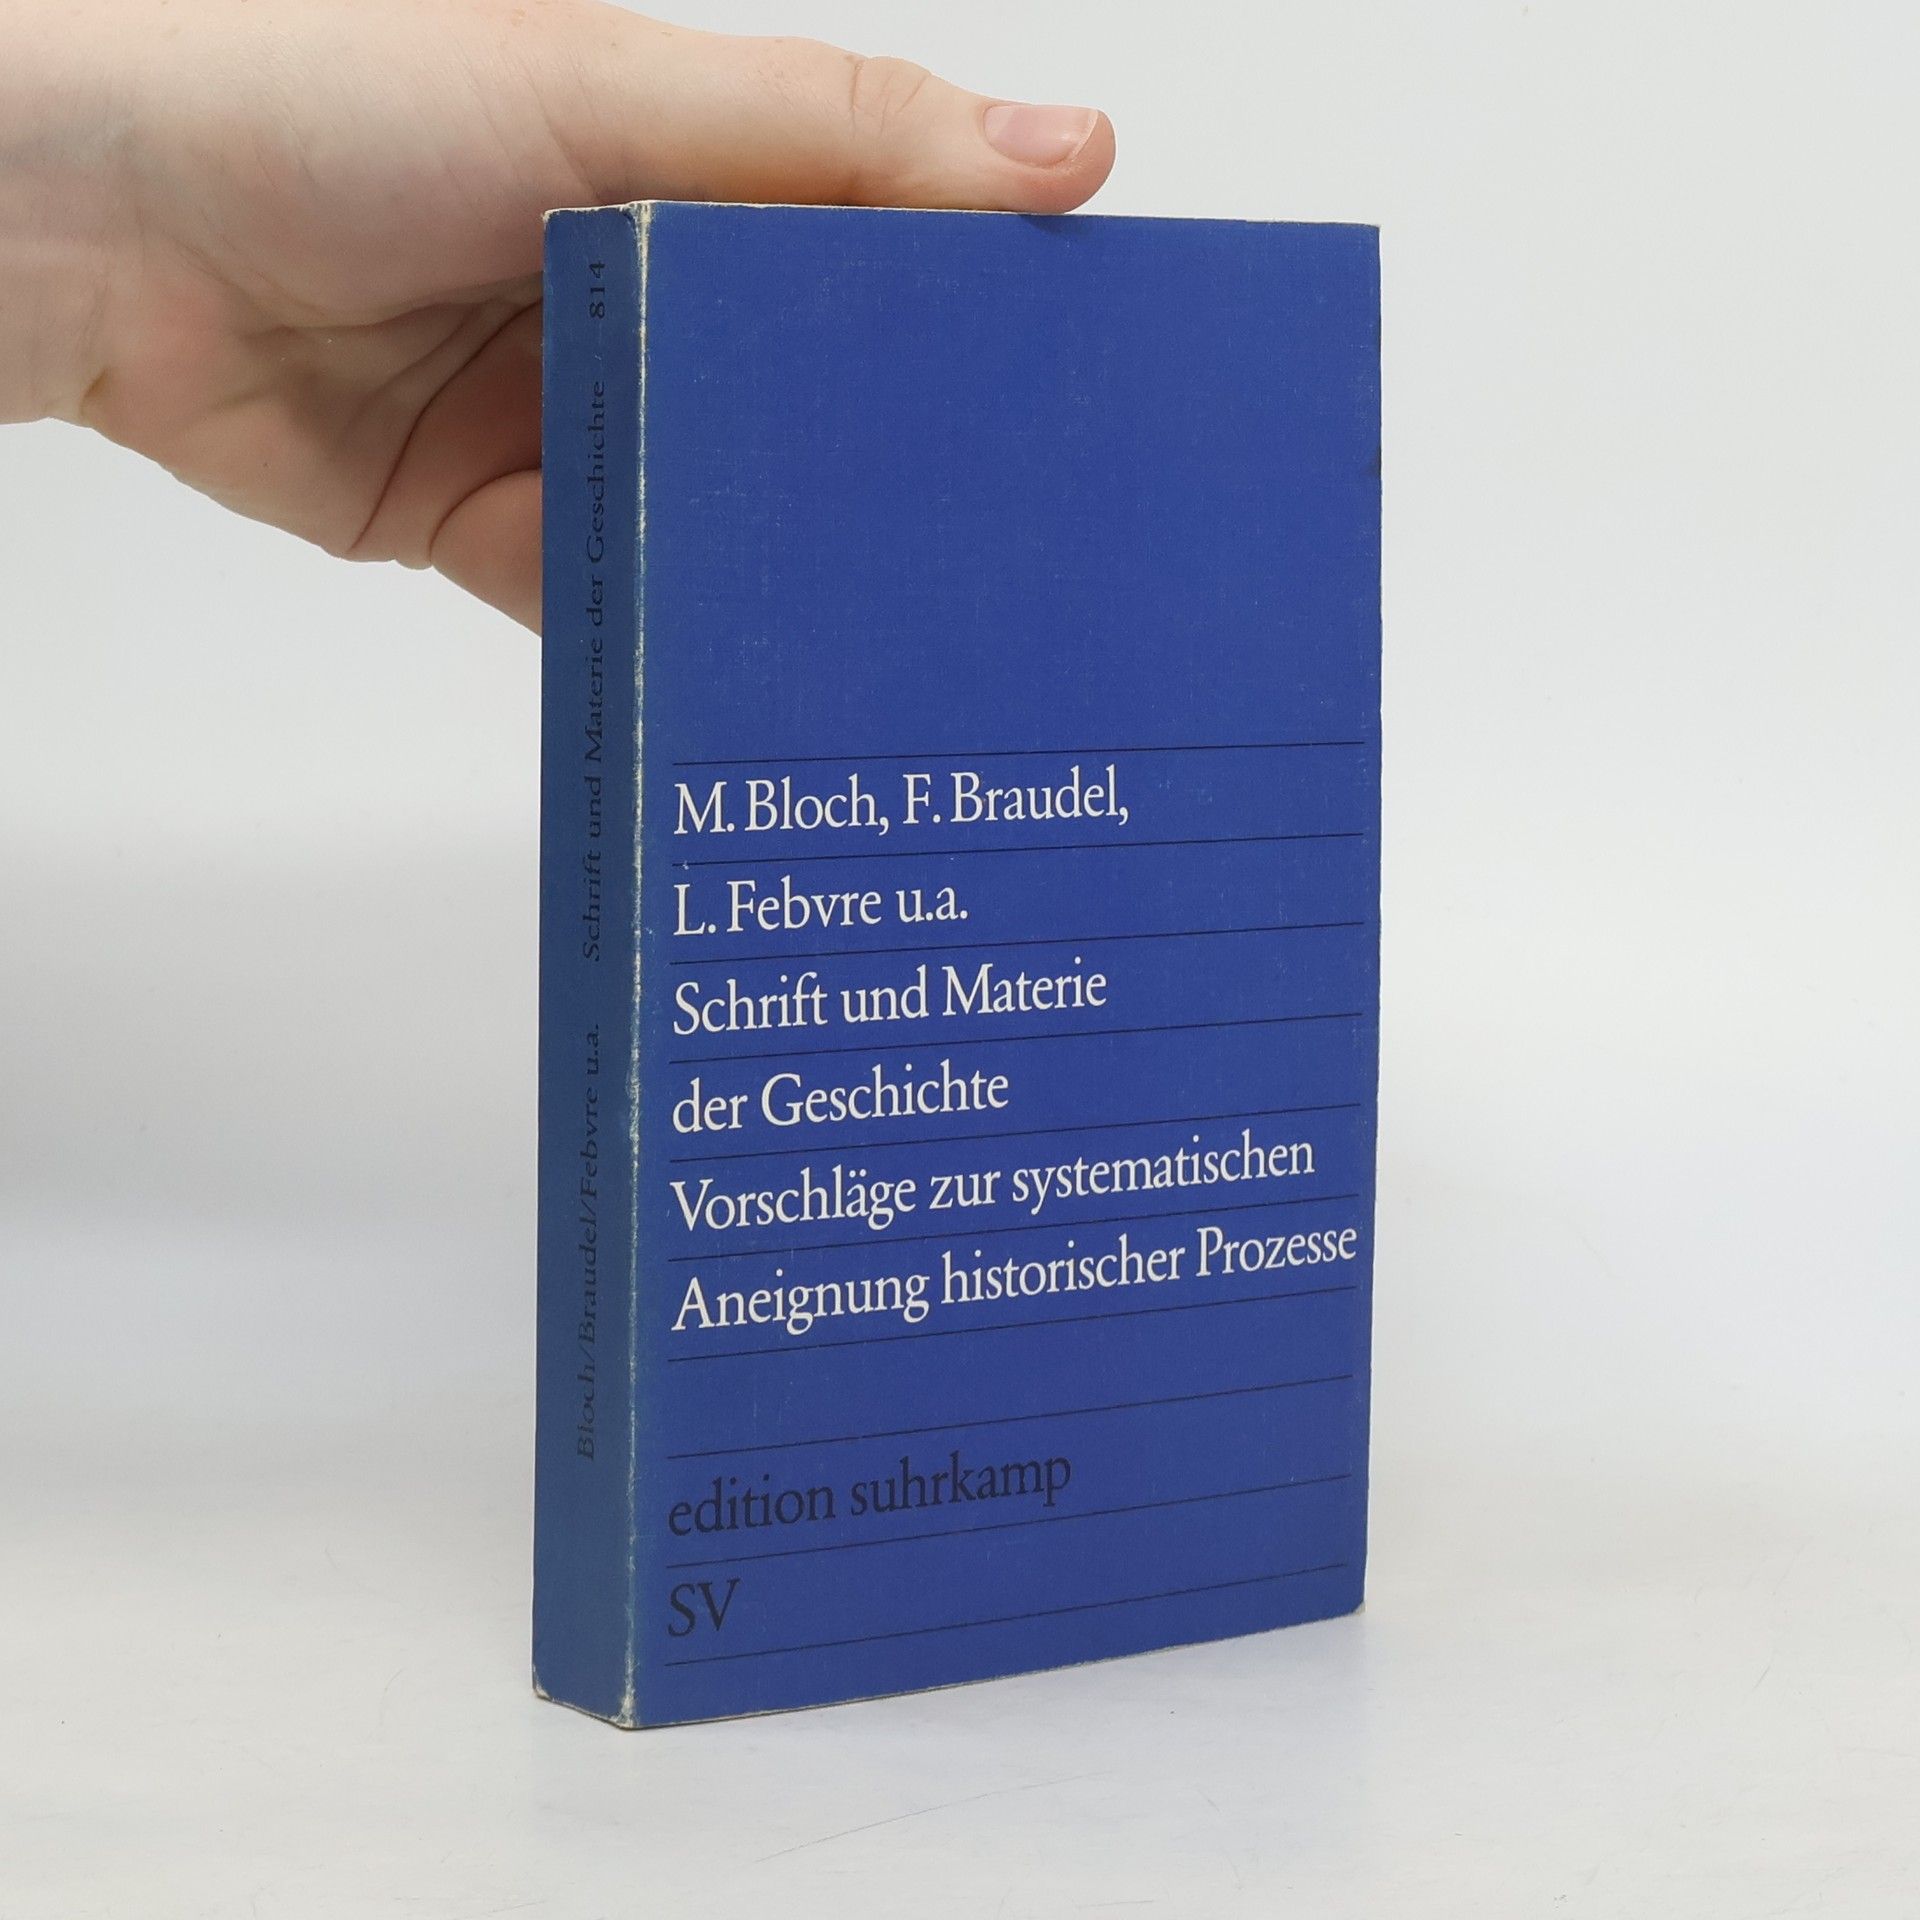 Bloch/Braudel/Febvre u.a. Schrift und Materie der Geschichte / 814
M. Bloch, F. Braudel,
L. Febvre u.a.
Schrift und Materie
der Geschichte
Vorschläge zur systematischen
Aneignung historischer Prozesse
edition suhrkamp
SV